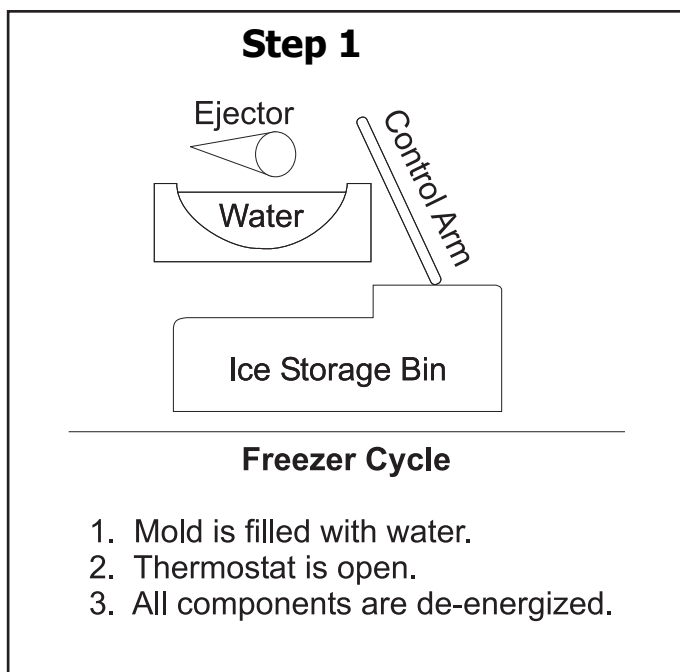 Step 1
Ejector
Control Arm
Water
Ice Storage Bin
Freezer Cycle
1. Mold is filled with water.
2. Thermostat is open.
3. All components are de-energized.